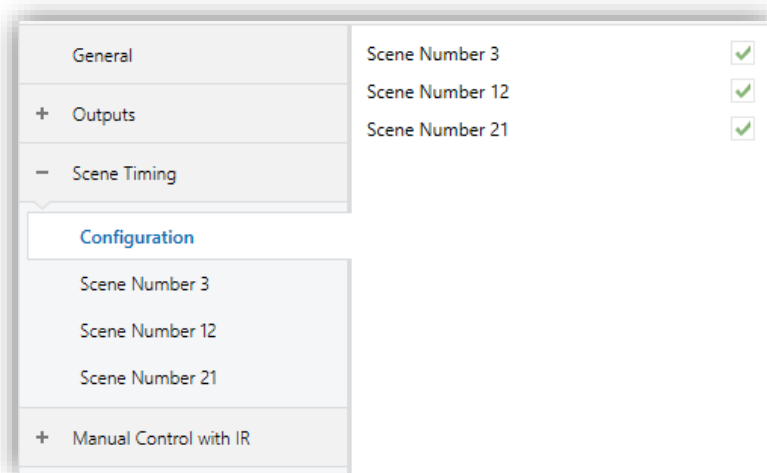 General
+ Outputs
− Scene Timing
Configuration
Scene Number 3
Scene Number 12
Scene Number 21
+ Manual Control with IR
Scene Number 3
Scene Number 12
Scene Number 21